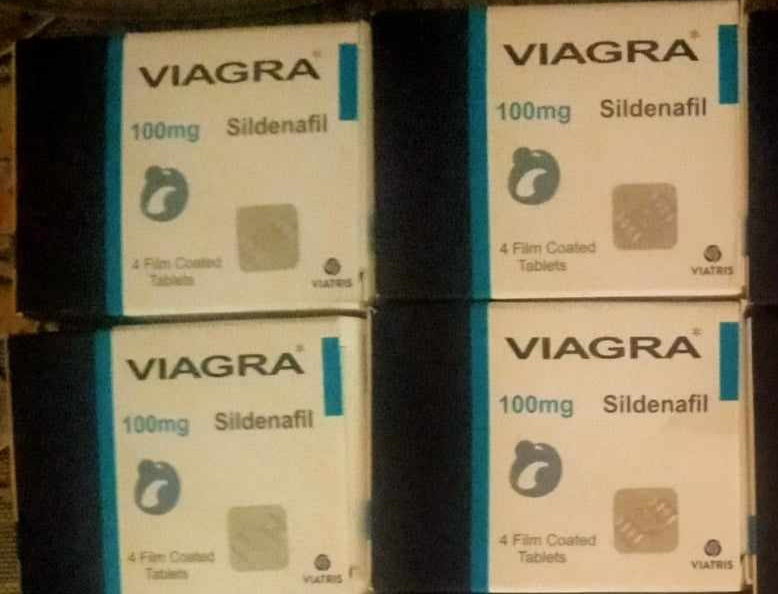 VIAGRA®
100mg Sildenafil
4 Film Coated
Tablets
VIATRIS
VIAGRA®
100mg Sildenafil
4 Film Coated
Tablets
VIATRIS
VIAGRA®
100mg Sildenafil
4 Film Coated
Tablets
VIATRIS
VIAGRA®
100mg Sildenafil
4 Film Coated
Tablets
VIATRIS